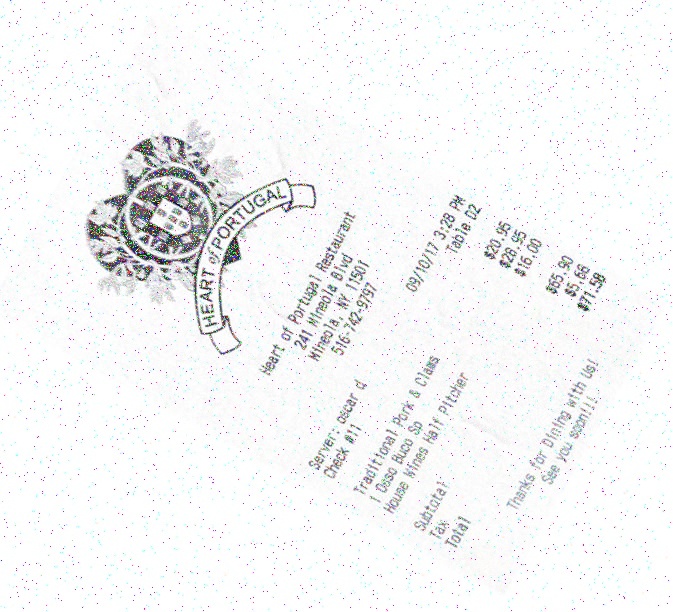 HEART of PORTUGAL
Heart of Portugal Restaurant
241 Mineola Blvd
Mineola, NY 11501
516-742-9797
Server: oscar d 09/10/17 3:28 PM
Check #11 Table D2
Traditional Pork & Clams $20.95
1 Osso Buco Sp $28.95
House Wines Half Pitcher $16.00
Subtotal $65.90
Tax $5.68
Total $71.58
Thanks for Dining with Us!
See you soon!!!